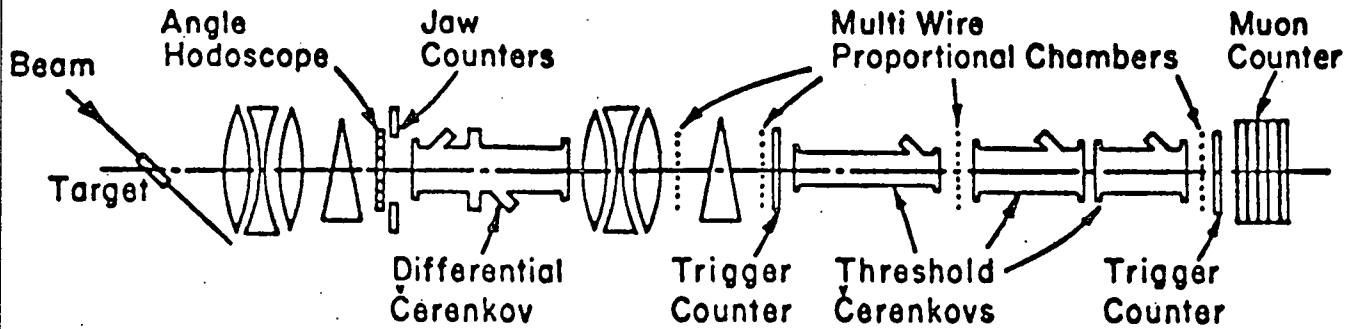 Angle
Hodoscope
Jaw
Counters
Multi Wire
Proportional Chambers
Muon
Counter
Beam
Target
Differential
Čerenkov
Trigger
Counter
Threshold
Čerenkovs
Trigger
Counter